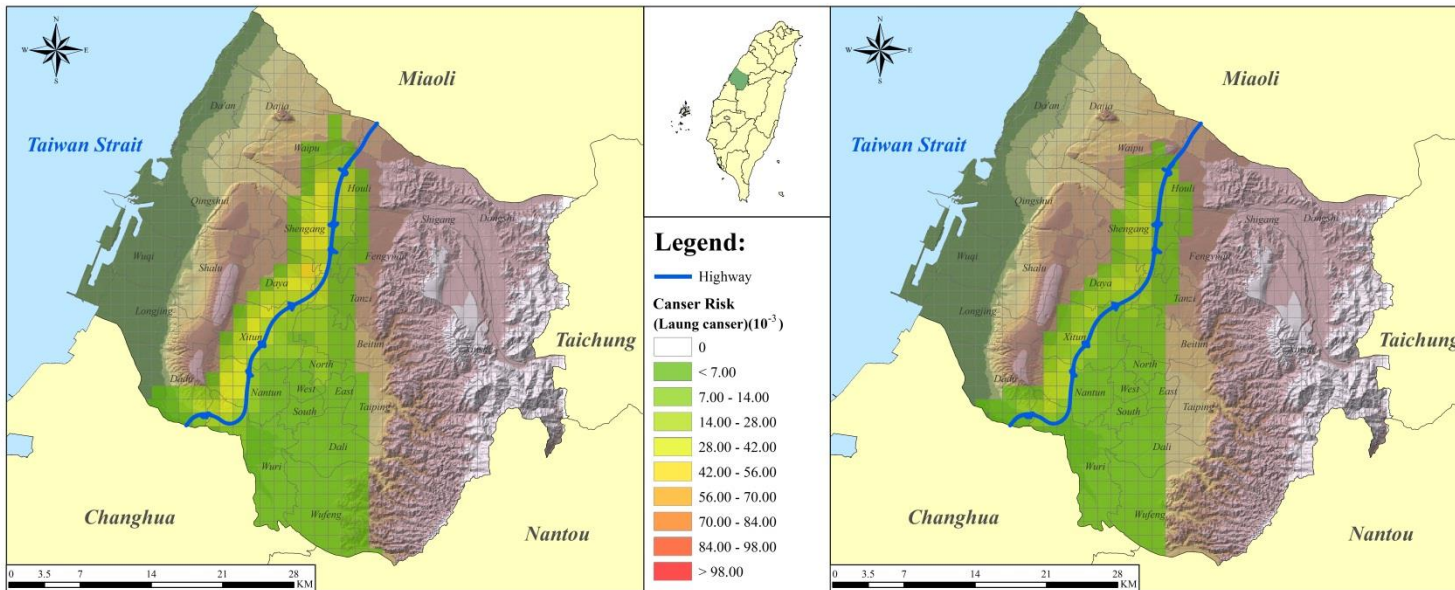 N
W E
S
Miaoli
Taiwan Strait
Da'an
Dajia
Waipu
Houli
Qingshui
Shengang
Shigang
Dongshi
Wuqi
Shalu
Fengyuan
Daya
Tanzi
Longjing
Xitun
Beitun
Taichung
North
Dadu
Nantun
West
East
South
Taiping
Dali
Wuri
Wufeng
Changhua
Nantou
0 3.5 7 14 21 28
KM
Legend:
Highway
Canser Risk
(Laung canser)(10-3)
0
< 7.00
7.00 - 14.00
14.00 - 28.00
28.00 - 42.00
42.00 - 56.00
56.00 - 70.00
70.00 - 84.00
84.00 - 98.00
> 98.00
N
W E
S
Miaoli
Taiwan Strait
Da'an
Dajia
Waipu
Houli
Qingshui
Shengang
Shigang
Dongshi
Wuqi
Shalu
Fengyuan
Daya
Tanzi
Longjing
Xitun
Beitun
Taichung
North
Dadu
Nantun
West
East
South
Taiping
Dali
Wuri
Wufeng
Changhua
Nantou
0 3.5 7 14 21 28
KM